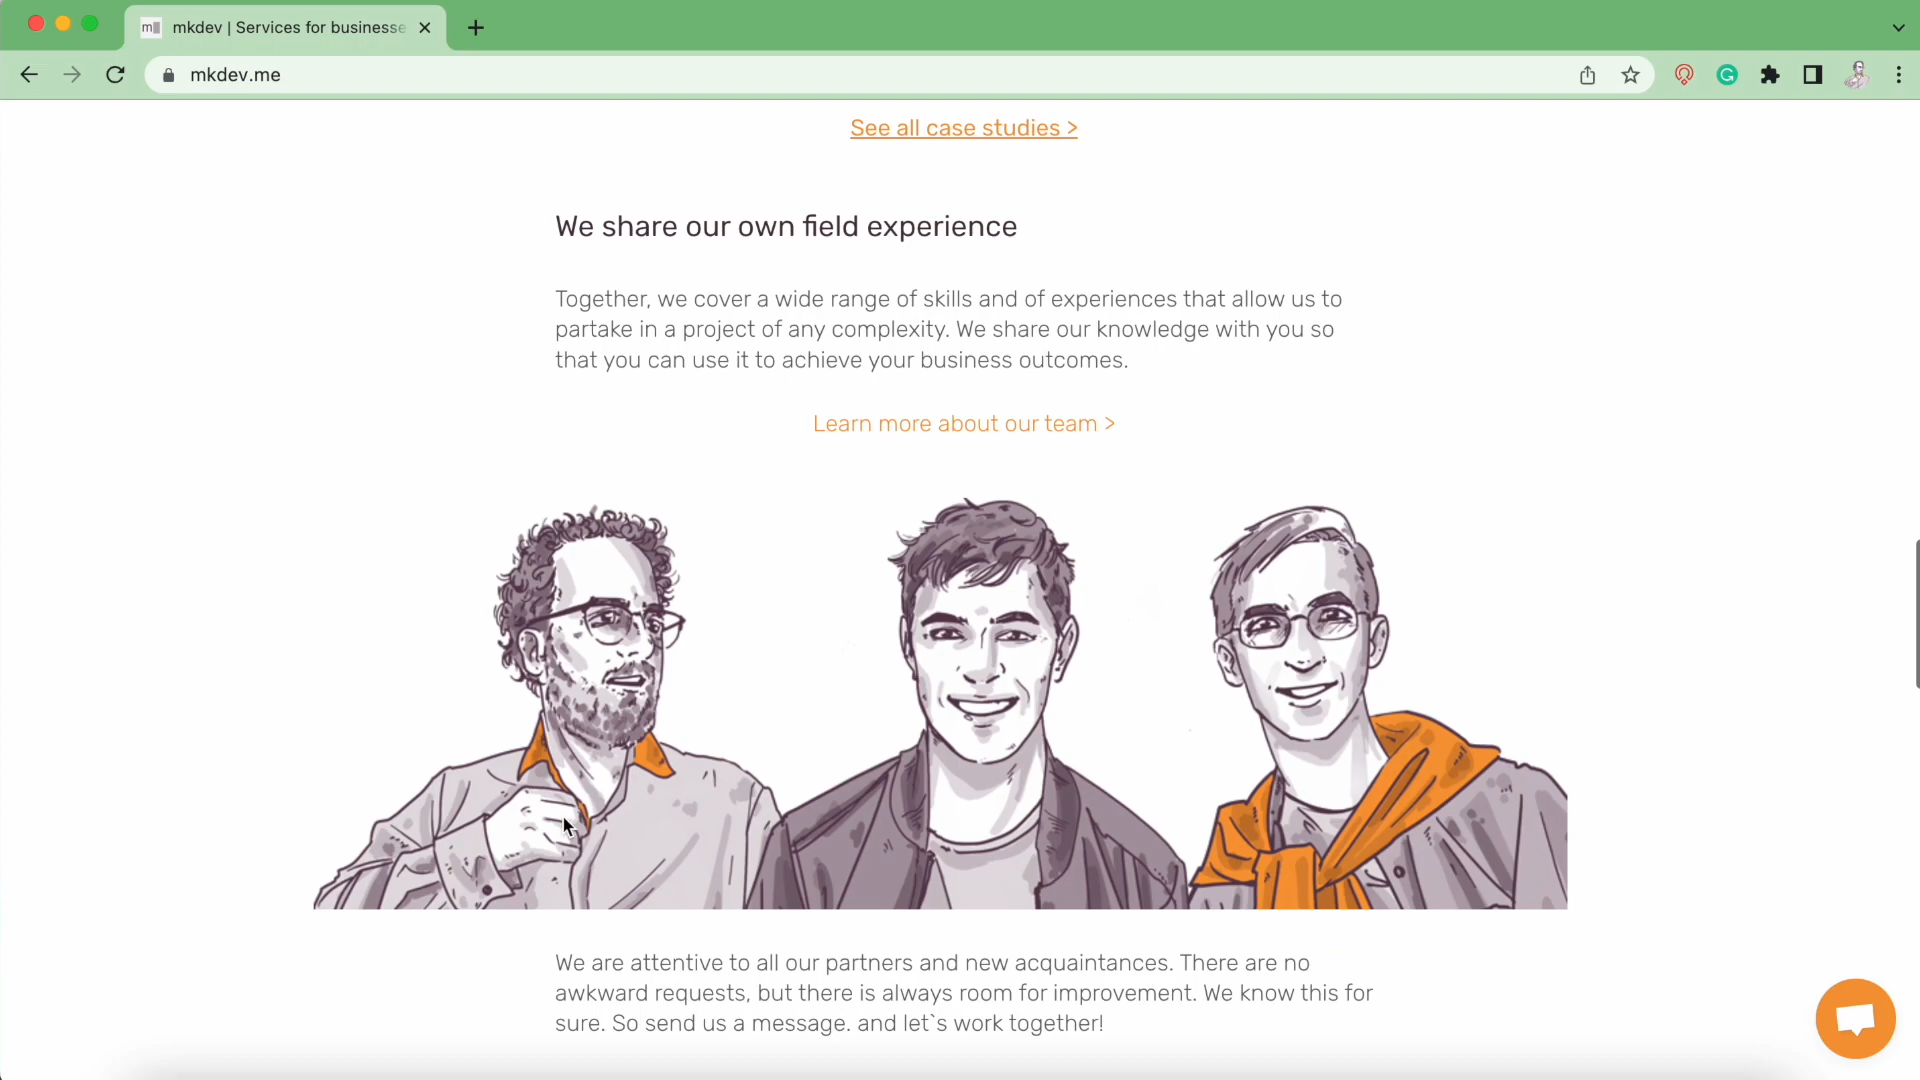 mkdev | Services for businesse
mkdev.me
See all case studies >
We share our own field experience
Together, we cover a wide range of skills and of experiences that allow us to
partake in a project of any complexity. We share our knowledge with you so
that you can use it to achieve your business outcomes.
Learn more about our team >
We are attentive to all our partners and new acquaintances. There are no
awkward requests, but there is always room for improvement. We know this for
sure. So send us a message. and let`s work together!